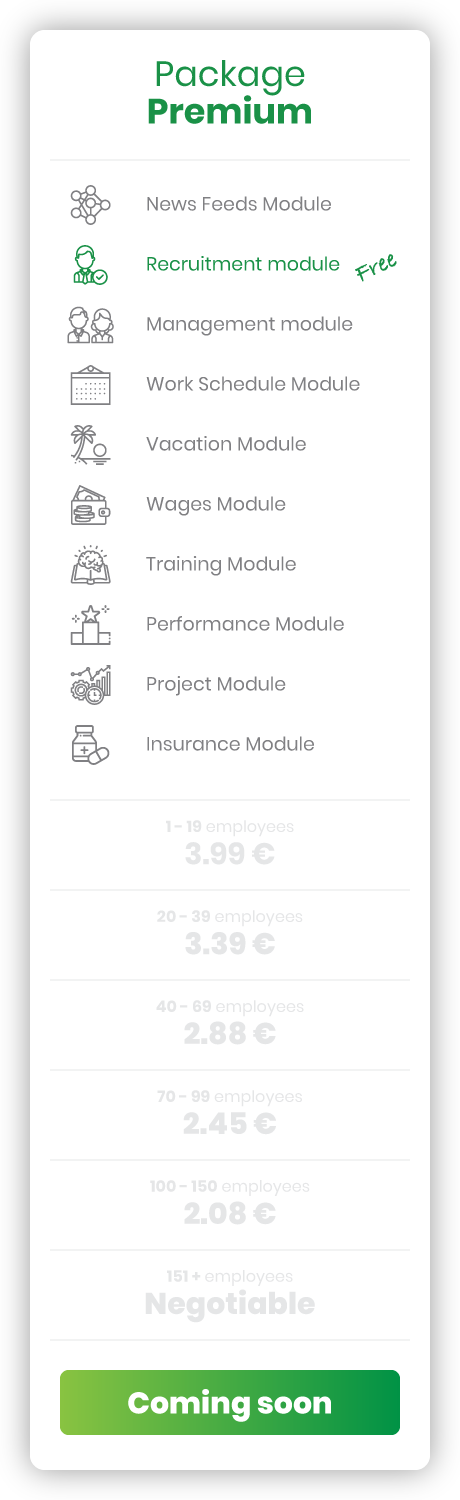 Package
Premium
News Feeds Module
Recruitment module Free
Management module
Work Schedule Module
Vacation Module
Wages Module
Training Module
Performance Module
Project Module
Insurance Module
1 - 19 employees
3.99 €
20 - 39 employees
3.39 €
40 - 69 employees
2.88 €
70 - 99 employees
2.45 €
100 - 150 employees
2.08 €
151 + employees
Negotiable
Coming soon